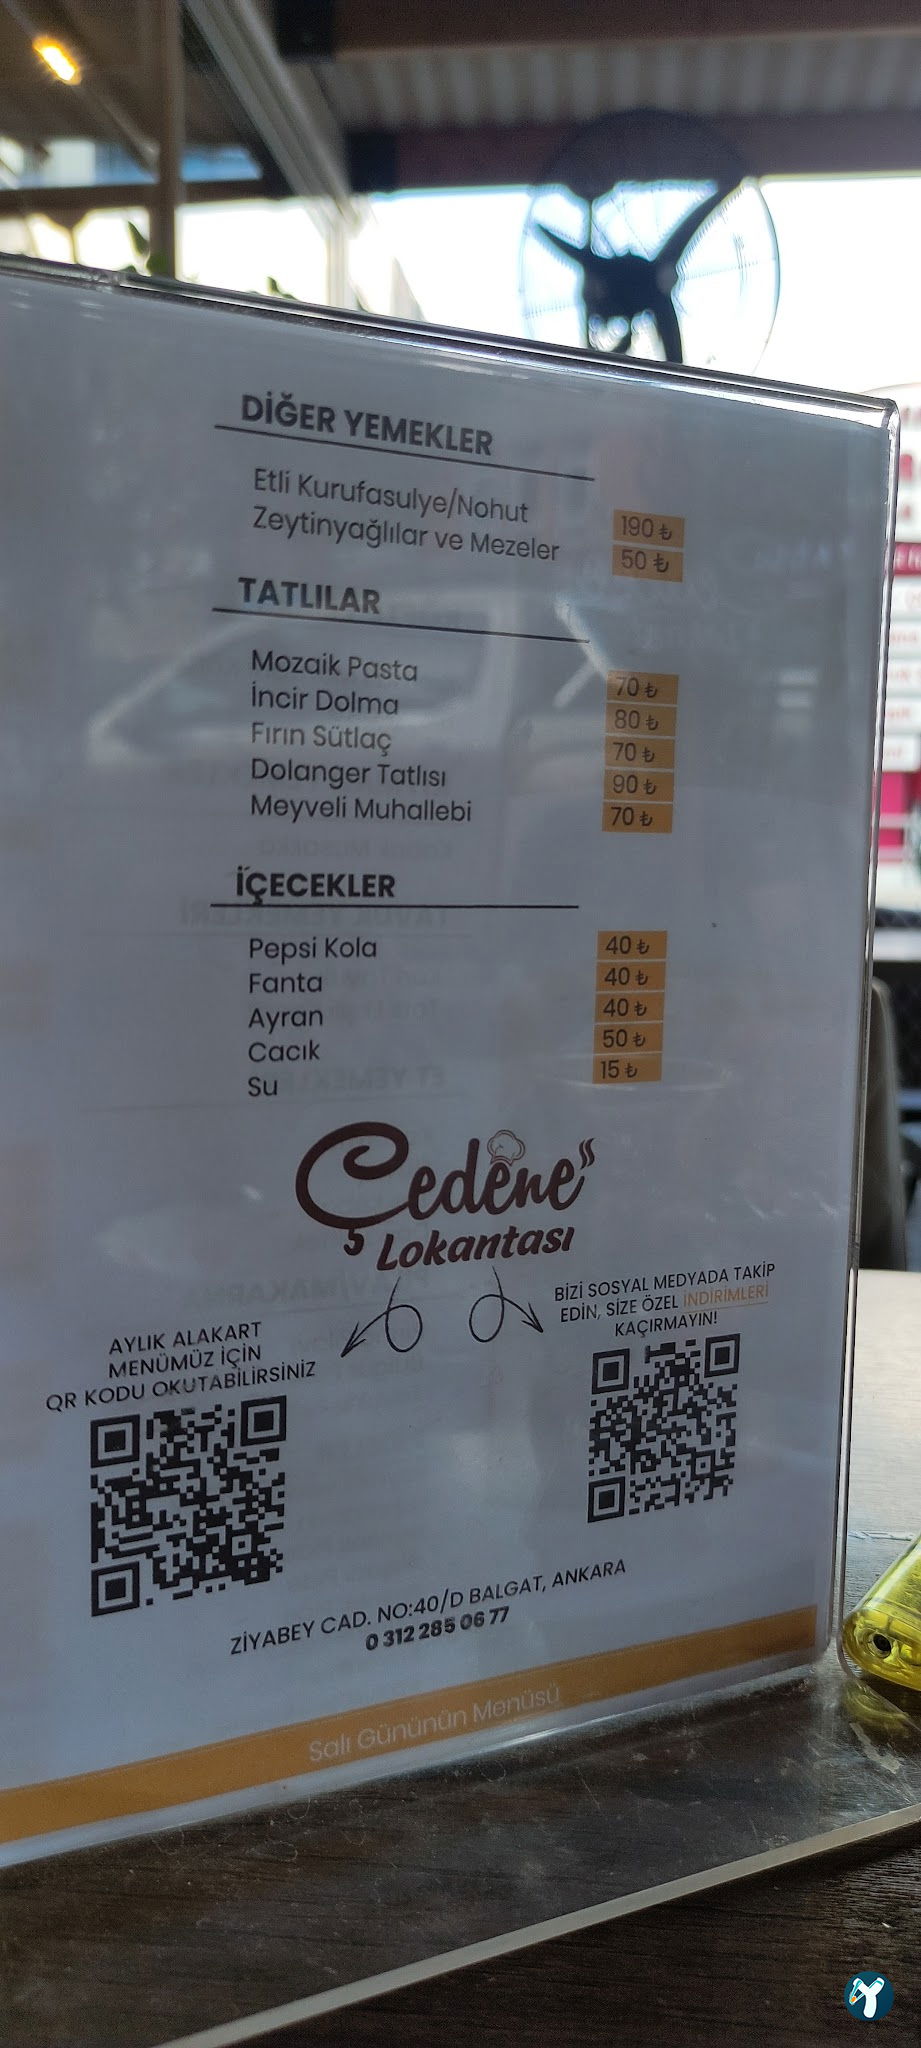 DİĞER YEMEKLER
Etli Kurufasulye/Nohut 190 ₺
Zeytinyağlılar ve Mezeler 50 ₺
TATLILAR
Mozaik Pasta 70 ₺
İncir Dolma 80 ₺
Fırın Sütlaç 70 ₺
Dolanger Tatlısı 90 ₺
Meyveli Muhallebi 70 ₺
İÇECEKLER
Pepsi Kola 40 ₺
Fanta 40 ₺
Ayran 40 ₺
Cacık 50 ₺
Su 15 ₺
Çedene
Lokantası
AYLIK ALAKART
MENÜMÜZ İÇİN
QR KODU OKUTABİLİRSİNİZ
BİZİ SOSYAL MEDYADA TAKİP
EDİN, SİZE ÖZEL İNDİRİMLERİ
KAÇIRMAYIN!
ZİYABEY CAD. NO:40/D BALGAT, ANKARA
0 312 285 06 77
Salı Gününün Menüsü